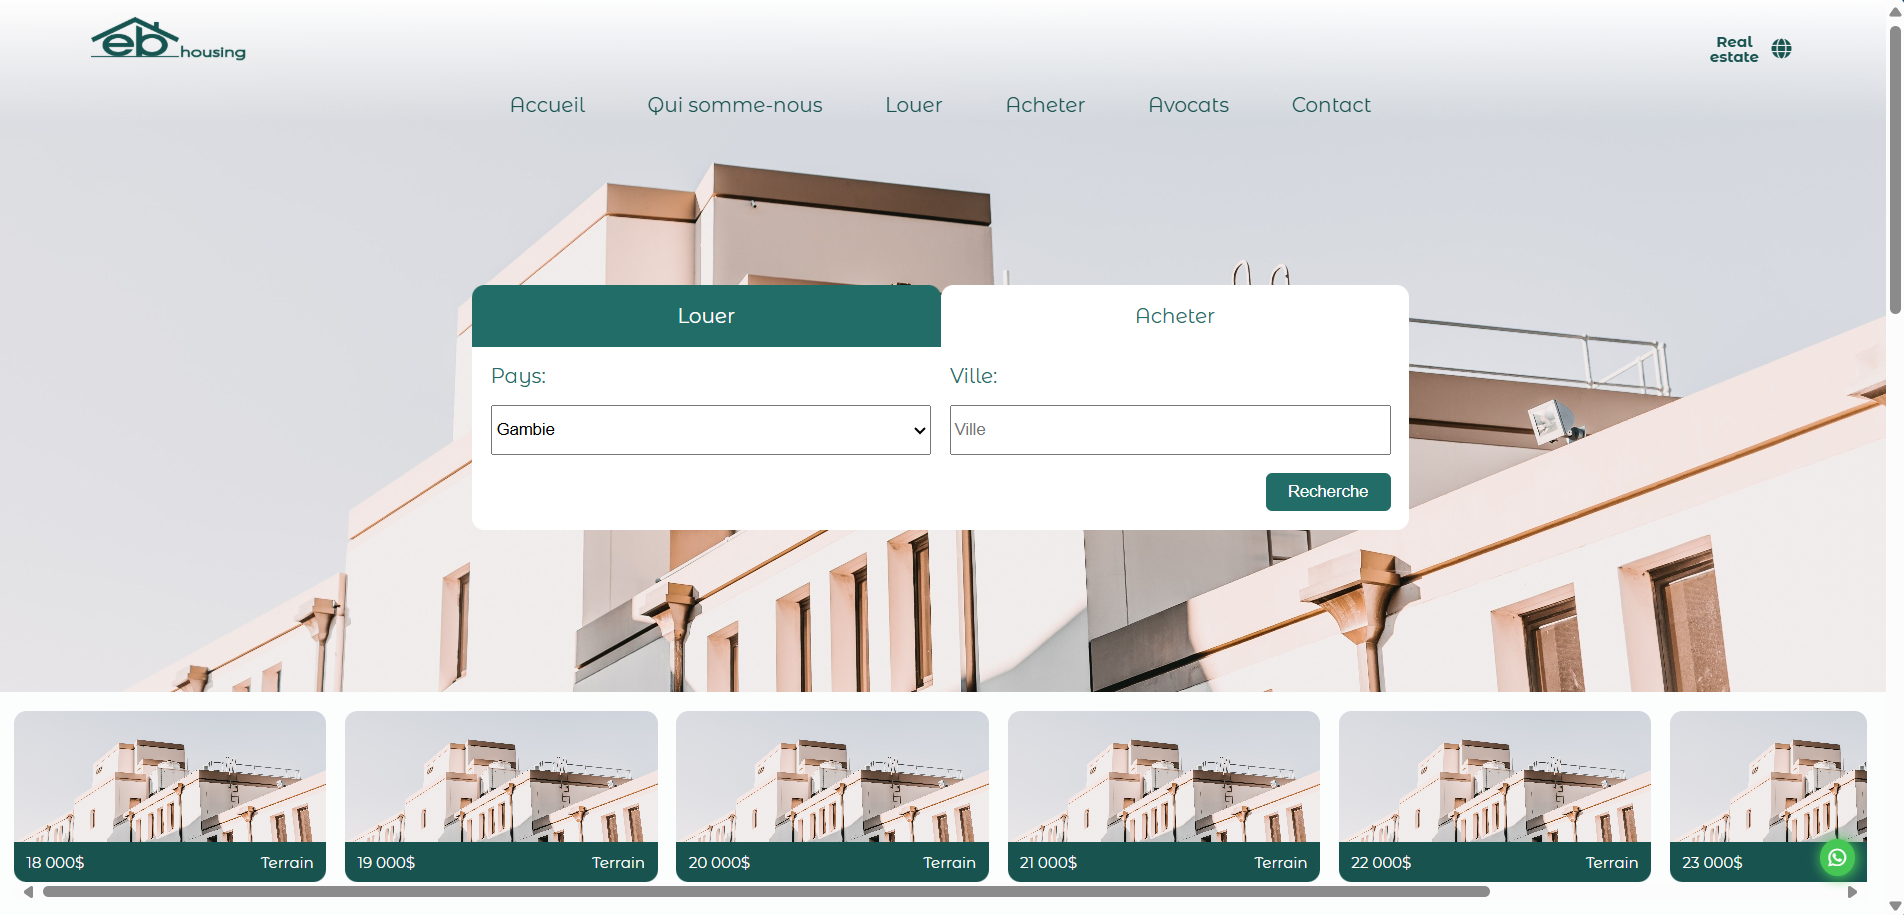 eb housing
Real
estate
Accueil Qui somme-nous Louer Acheter Avocats Contact
Louer Acheter
Pays: Ville:
Gambie Ville
Recherche
18 000$ Terrain 19 000$ Terrain 20 000$ Terrain 21 000$ Terrain 22 000$ Terrain 23 000$